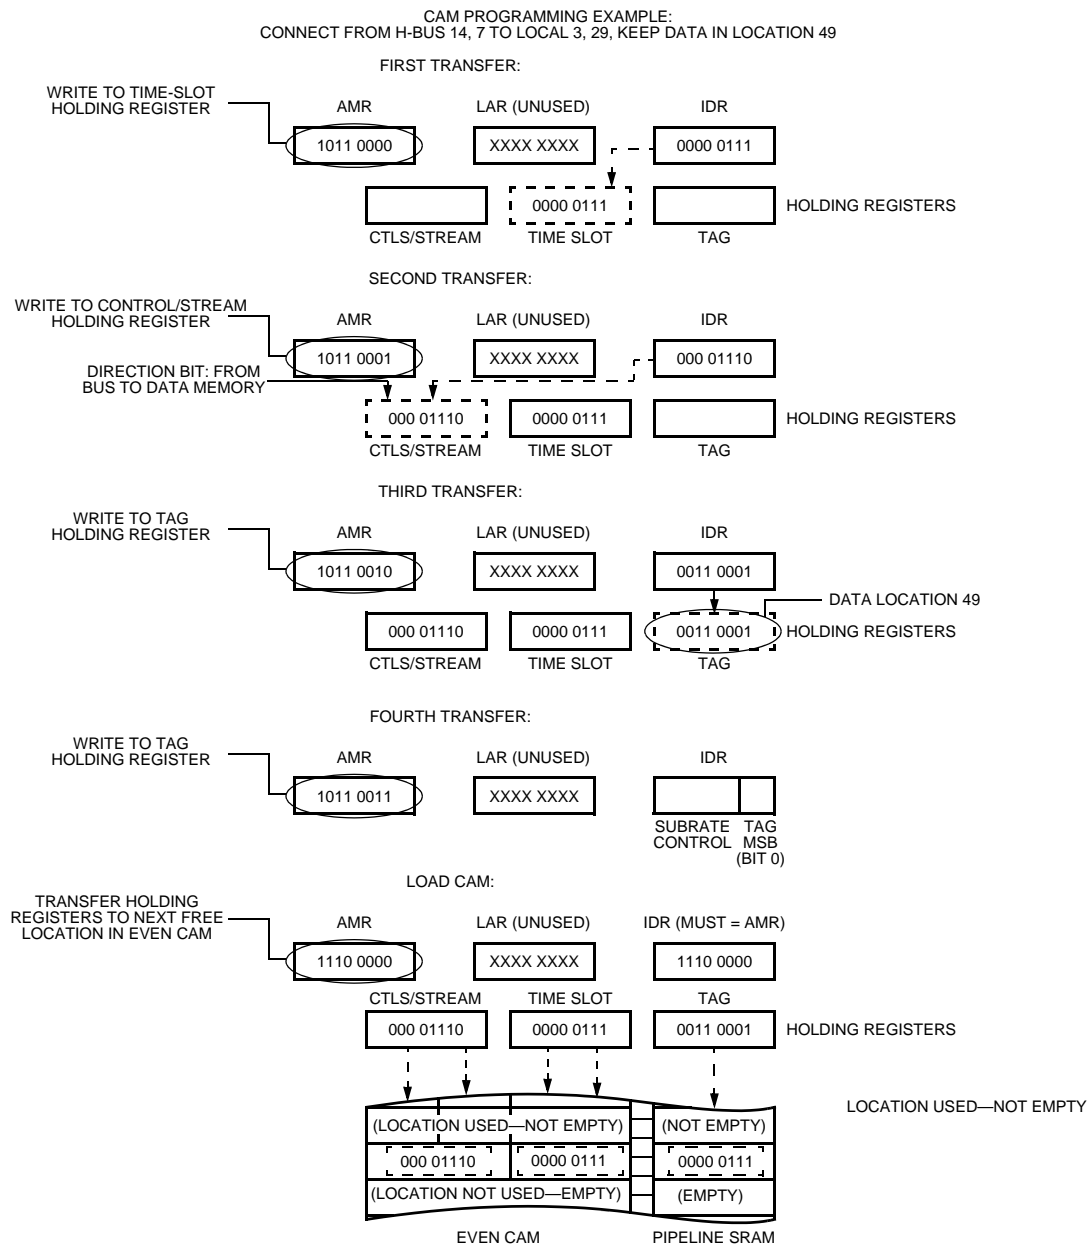 CAM PROGRAMMING EXAMPLE:
CONNECT FROM H-BUS 14, 7 TO LOCAL 3, 29, KEEP DATA IN LOCATION 49
FIRST TRANSFER:
WRITE TO TIME-SLOT
HOLDING REGISTER
AMR LAR (UNUSED) IDR
1011 0000 XXXX XXXX 0000 0111
0000 0111 HOLDING REGISTERS
CTLS/STREAM TIME SLOT TAG
SECOND TRANSFER:
WRITE TO CONTROL/STREAM
HOLDING REGISTER
AMR LAR (UNUSED) IDR
1011 0001 XXXX XXXX 000 01110
DIRECTION BIT: FROM
BUS TO DATA MEMORY
000 01110 0000 0111 HOLDING REGISTERS
CTLS/STREAM TIME SLOT TAG
THIRD TRANSFER:
WRITE TO TAG
HOLDING REGISTER
AMR LAR (UNUSED) IDR
1011 0010 XXXX XXXX 0011 0001
DATA LOCATION 49
000 01110 0000 0111 0011 0001 HOLDING REGISTERS
CTLS/STREAM TIME SLOT TAG
FOURTH TRANSFER:
WRITE TO TAG
HOLDING REGISTER
AMR LAR (UNUSED) IDR
1011 0011 XXXX XXXX
SUBRATE TAG
CONTROL MSB
(BIT 0)
LOAD CAM:
TRANSFER HOLDING
REGISTERS TO NEXT FREE
LOCATION IN EVEN CAM
AMR LAR (UNUSED) IDR (MUST = AMR)
1110 0000 XXXX XXXX 1110 0000
CTLS/STREAM TIME SLOT TAG
000 01110 0000 0111 0011 0001 HOLDING REGISTERS
LOCATION USED—NOT EMPTY
(LOCATION USED—NOT EMPTY) (NOT EMPTY)
000 01110 0000 0111 0000 0111
(LOCATION NOT USED—EMPTY) (EMPTY)
EVEN CAM PIPELINE SRAM